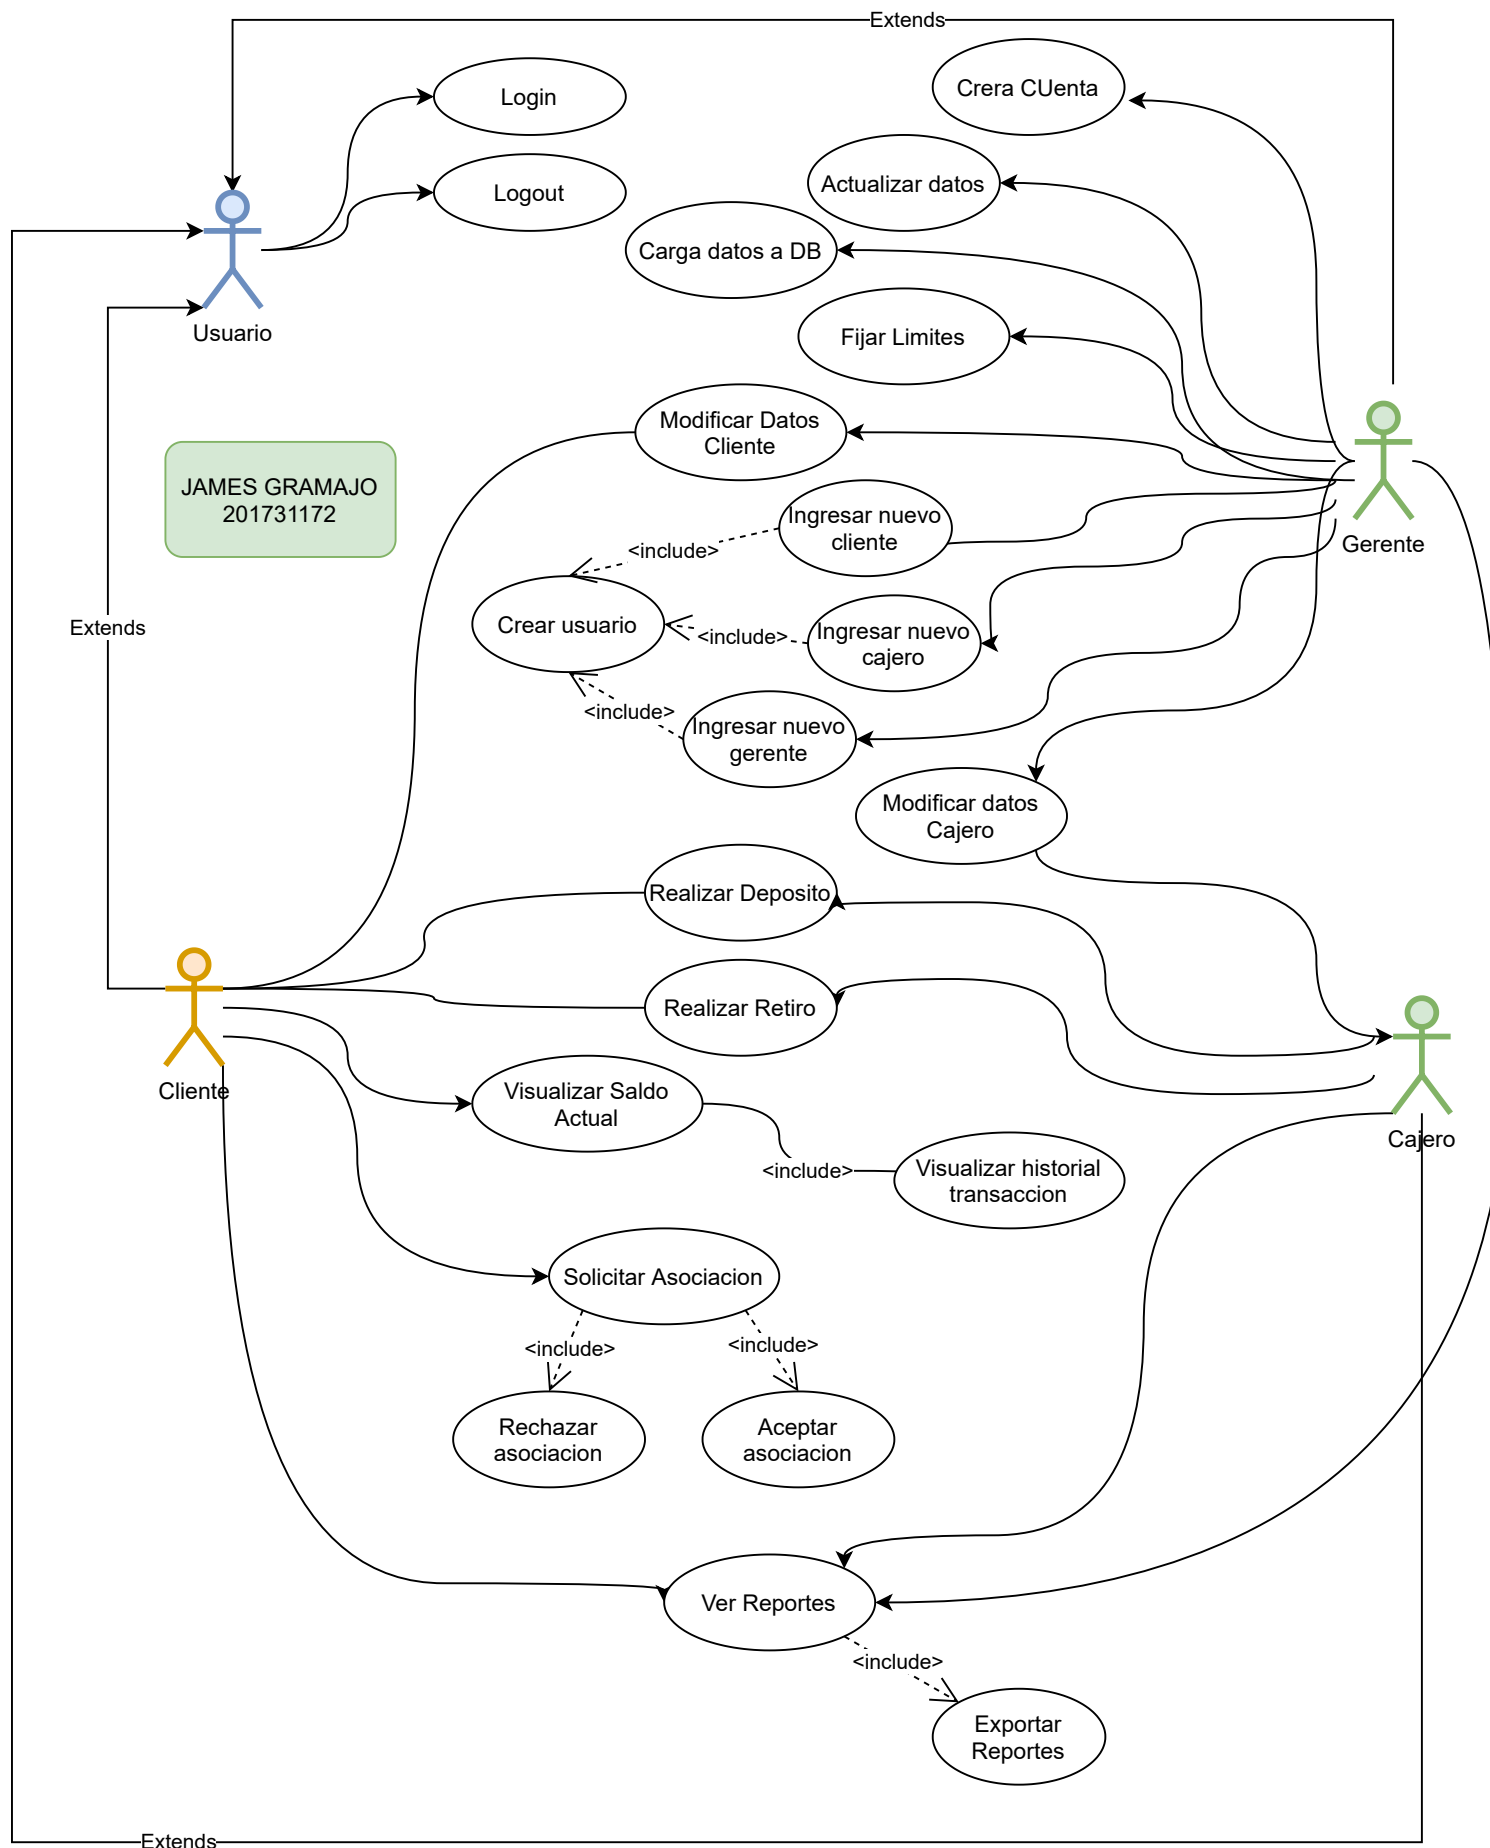 Extends
Login
Crera CUenta
Logout
Actualizar datos
Carga datos a DB
Usuario
Fijar Limites
Modificar Datos
Cliente
JAMES GRAMAJO
201731172
Ingresar nuevo
cliente
Gerente
<include>
Crear usuario
Extends
<include>
Ingresar nuevo
cajero
<include>
Ingresar nuevo
gerente
Modificar datos
Cajero
Realizar Deposito
Realizar Retiro
Cliente
Visualizar Saldo
Actual
Cajero
<include>
Visualizar historial
transaccion
Solicitar Asociacion
<include>
<include>
Rechazar
asociacion
Aceptar
asociacion
Ver Reportes
<include>
Exportar
Reportes
Extends